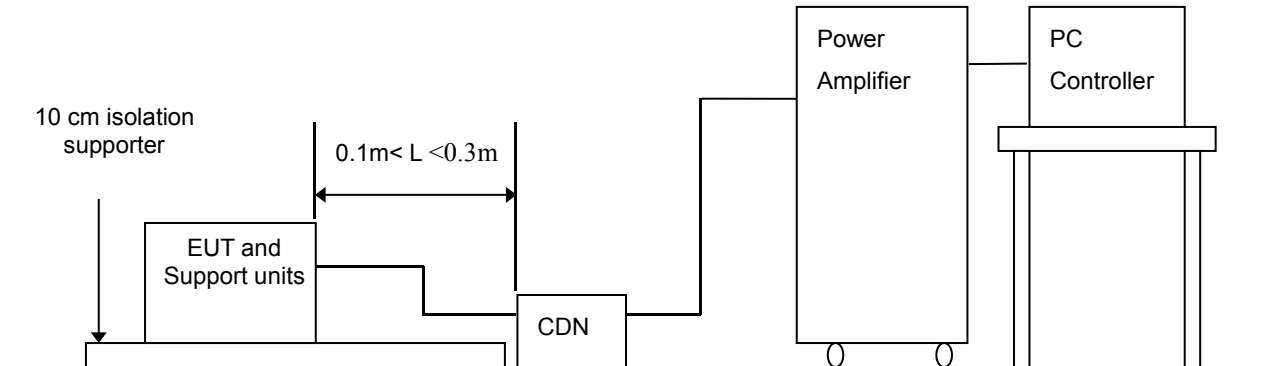 Power
Amplifier
PC
Controller
10 cm isolation
supporter
0.1m< L <0.3m
EUT and
Support units
CDN